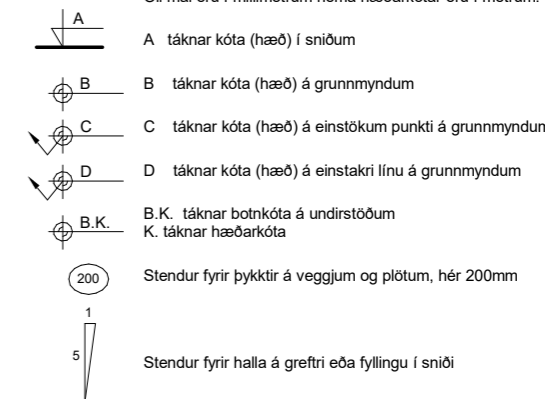 Öll mál eru í millimetrum nema hæðarkótar eru í metrum.
A
A táknar kóta (hæð) í sniðum
B
B táknar kóta (hæð) á grunnmyndum
C
C táknar kóta (hæð) á einstökum punkti á grunnmyndum
D
D táknar kóta (hæð) á einstakri línu á grunnmyndum
B.K.
B.K. táknar botnkóta á undirstöðum
K. táknar hæðarkóta
200
Stendur fyrir þykktir á veggjum og plötum, hér 200mm
1
5
Stendur fyrir halla á greftri eða fyllingu í sniði